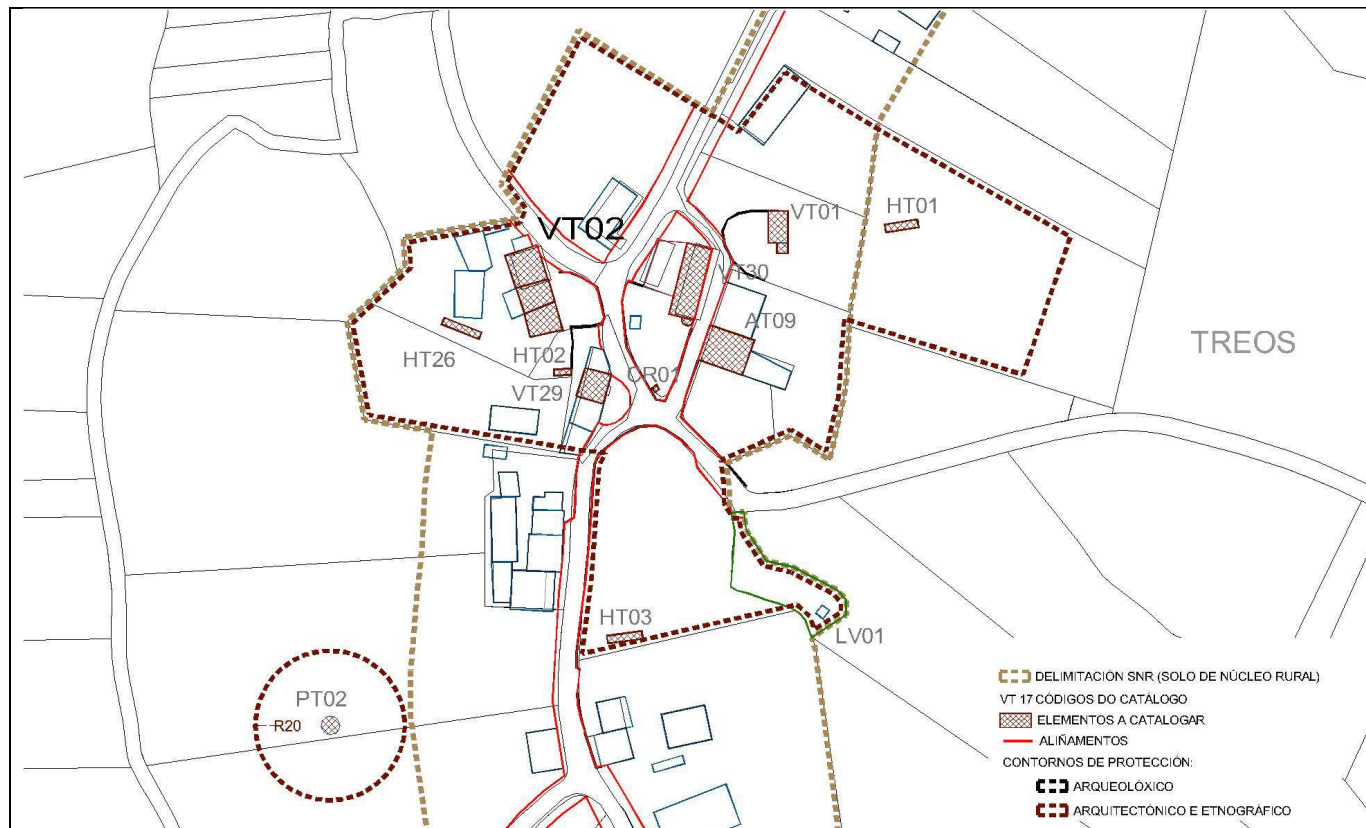 VT02
VT01
HT01
VT30
AT09
TREOS
HT26
HT02
VT29
CR01
HT03
LV01
PT02
R20
DELIMITACIÓN SNR (SOLO DE NÚCLEO RURAL)
VT 17 CÓDIGOS DO CATÁLOGO
ELEMENTOS A CATALOGAR
ALIÑAMENTOS
CONTORNOS DE PROTECCIÓN:
ARQUEOLÓXICO
ARQUITECTÓNICO E ETNOGRÁFICO